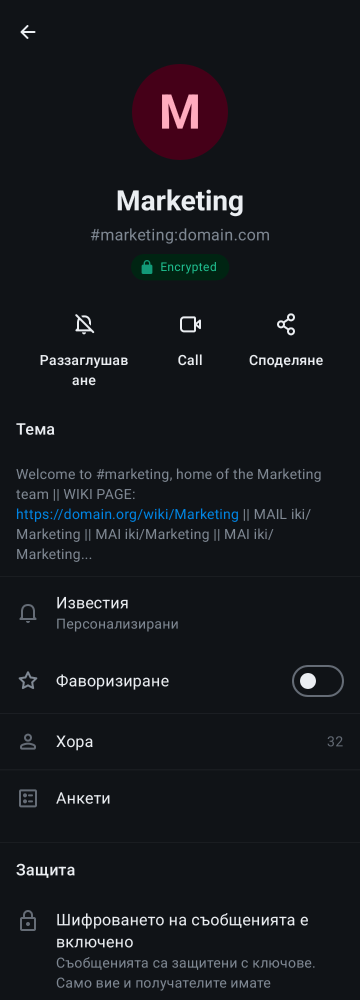 M
Marketing
#marketing:domain.com
Encrypted
Раззаглушав
ане
Call
Споделяне
Тема
Welcome to #marketing, home of the Marketing
team || WIKI PAGE:
https://domain.org/wiki/Marketing || MAIL iki/
Marketing || MAI iki/Marketing || MAI iki/
Marketing...
Известия
Персонализирани
Фаворизиране
Хора 32
Анкети
Защита
Шифроването на съобщенията е
включено
Съобщенията са защитени с ключове.
Само вие и получателите имате